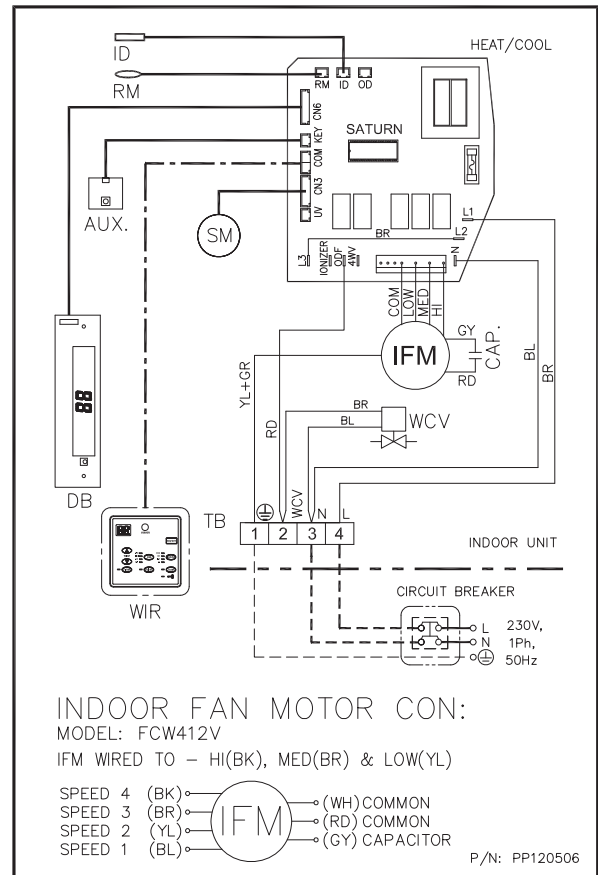 ID
RM
HEAT/COOL
RM ID OD
CN6
KEY
COM
CN3
UV
SATURN
AUX.
SM
L1
L2
BR
L3
IONIZER
ODF
4WV
N
COM
LOW
MED
HI
GY
CAP.
RD
IFM
YL+GR
RD
BR
BL
WCV
BL
BR
88
DB
WIR
TB
WCV
N
L
1 2 3 4
INDOOR UNIT
CIRCUIT BREAKER
L
N
230V,
1Ph,
50Hz
INDOOR FAN MOTOR CON:
MODEL: FCW412V
IFM WIRED TO – HI(BK), MED(BR) & LOW(YL)
SPEED 4 (BK)
SPEED 3 (BR)
SPEED 2 (YL)
SPEED 1 (BL)
IFM
(WH) COMMON
(RD) COMMON
(GY) CAPACITOR
P/N: PP120506